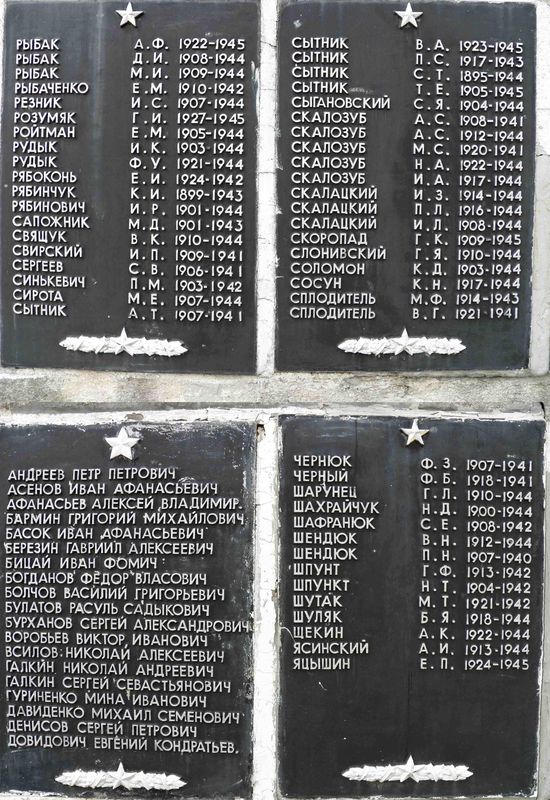 РЫБАК А.Ф. 1922-1945
РЫБАК Д.И. 1908-1944
РЫБАК М.И. 1909-1944
РЫБАЧЕНКО Е.М. 1910-1942
РЕЗНИК И.С. 1907-1944
РОЗУМЯК Г.И. 1927-1945
РОЙТМАН Е.М. 1905-1944
РУДЫК И.К. 1903-1944
РУДЫК Ф.У. 1921-1944
РЯБОКОНЬ Е.И. 1924-1942
РЯБИНЧУК К.И. 1899-1943
РЯБИНОВИЧ И.Р. 1901-1944
САПОЖНИК М.Д. 1901-1943
СВЯЩУК В.К. 1910-1944
СВИРСКИЙ И.П. 1909-1941
СЕРГЕЕВ С.В. 1906-1941
СИНЬКЕВИЧ П.М. 1903-1942
СИРОТА М.Е. 1907-1944
СЫТНИК А.Т. 1907-1941
СЫТНИК В.А. 1923-1945
СЫТНИК П.С. 1917-1943
СЫТНИК С.Т. 1895-1944
СЫТНИК Т.Е. 1905-1945
СЫГАНОВСКИЙ С.Я. 1904-1944
СКАЛОЗУБ А.С. 1908-1941
СКАЛОЗУБ А.С. 1912-1944
СКАЛОЗУБ М.С. 1920-1941
СКАЛОЗУБ Н.А. 1922-1944
СКАЛОЗУБ И.А. 1917-1944
СКАЛАЦКИЙ И.З. 1914-1944
СКАЛАЦКИЙ П.Л. 1916-1944
СКАЛАЦКИЙ И.Л. 1908-1944
СКОРОПАД Г.К. 1909-1945
СЛОНИВСКИЙ Г.Я. 1910-1944
СОЛОМОН К.Д. 1903-1944
СОСУН К.Н. 1917-1944
СПЛОДИТЕЛЬ М.Ф. 1914-1943
СПЛОДИТЕЛЬ В.Г. 1921-1941
АНДРЕЕВ ПЕТР ПЕТРОВИЧ
АСЕНОВ ИВАН АФАНАСЬЕВИЧ
АФАНАСЬЕВ АЛЕКСЕЙ ВЛАДИМИР.
БАРМИН ГРИГОРИЙ МИХАЙЛОВИЧ
БАСОК ИВАН АФАНАСЬЕВИЧ
БЕРЕЗИН ГАВРИИЛ АЛЕКСЕЕВИЧ
БИЦАЙ ИВАН ФОМИЧ
БОГДАНОВ ФЁДОР ВЛАСОВИЧ
БОЛЧОВ ВАСИЛИЙ ГРИГОРЬЕВИЧ
БУЛАТОВ РАСУЛЬ САДЫКОВИЧ
БУРХАНОВ СЕРГЕЙ АЛЕКСАНДРОВИЧ
ВОРОБЬЕВ ВИКТОР ИВАНОВИЧ
ВСИЛОВ НИКОЛАЙ АЛЕКСЕЕВИЧ
ГАЛКИН НИКОЛАЙ АНДРЕЕВИЧ
ГАЛКИН СЕРГЕЙ СЕВАСТЬЯНОВИЧ
ГУРИНЕНКО МИНА ИВАНОВИЧ
ДАВИДЕНКО МИХАИЛ СЕМЕНОВИЧ
ДЕНИСОВ СЕРГЕЙ ПЕТРОВИЧ
ДОВИДОВИЧ ЕВГЕНИЙ КОНДРАТЬЕВ.
ЧЕРНЮК Ф.З. 1907-1941
ЧЕРНЫЙ Ф.Б. 1918-1941
ШАРУНЕЦ Г.Л. 1910-1944
ШАХРАЙЧУК Н.Д. 1900-1944
ШАФРАНЮК С.Е. 1908-1942
ШЕНДЮК В.Н. 1912-1944
ШЕНДЮК П.Н. 1907-1940
ШПУНТ Г.Ф. 1913-1942
ШПУНКТ Н.Т. 1904-1942
ШУТАК М.Т. 1921-1942
ШУЛЯК Б.Я. 1918-1944
ЩЕКИН А.К. 1922-1944
ЯСИНСКИЙ А.И. 1913-1944
ЯЦЫШИН Е.П. 1924-1945